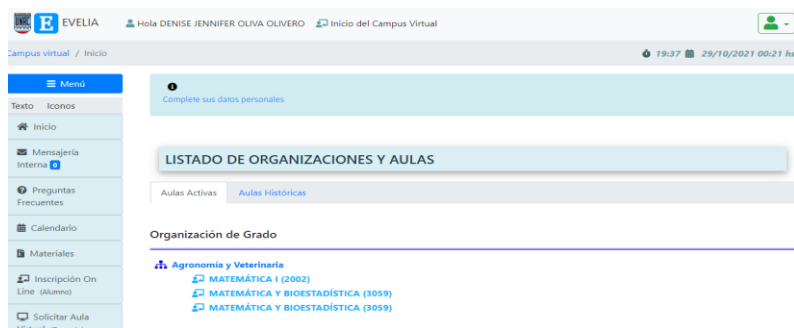 UNRC E EVELIA Hola DENISE JENNIFER OLIVA OLIVERO Inicio del Campus Virtual
Campus virtual / Inicio 19:37 29/10/2021 00:21 hs
Menú
Texto Iconos
Inicio
Mensajería
Interna 0
Preguntas
Frecuentes
Calendario
Materiales
Inscripción On
Line (Alumno)
Solicitar Aula
Complete sus datos personales
LISTADO DE ORGANIZACIONES Y AULAS
Aulas Activas Aulas Históricas
Organización de Grado
Agronomía y Veterinaria
MATEMÁTICA I (2002)
MATEMÁTICA Y BIOESTADÍSTICA (3059)
MATEMÁTICA Y BIOESTADÍSTICA (3059)